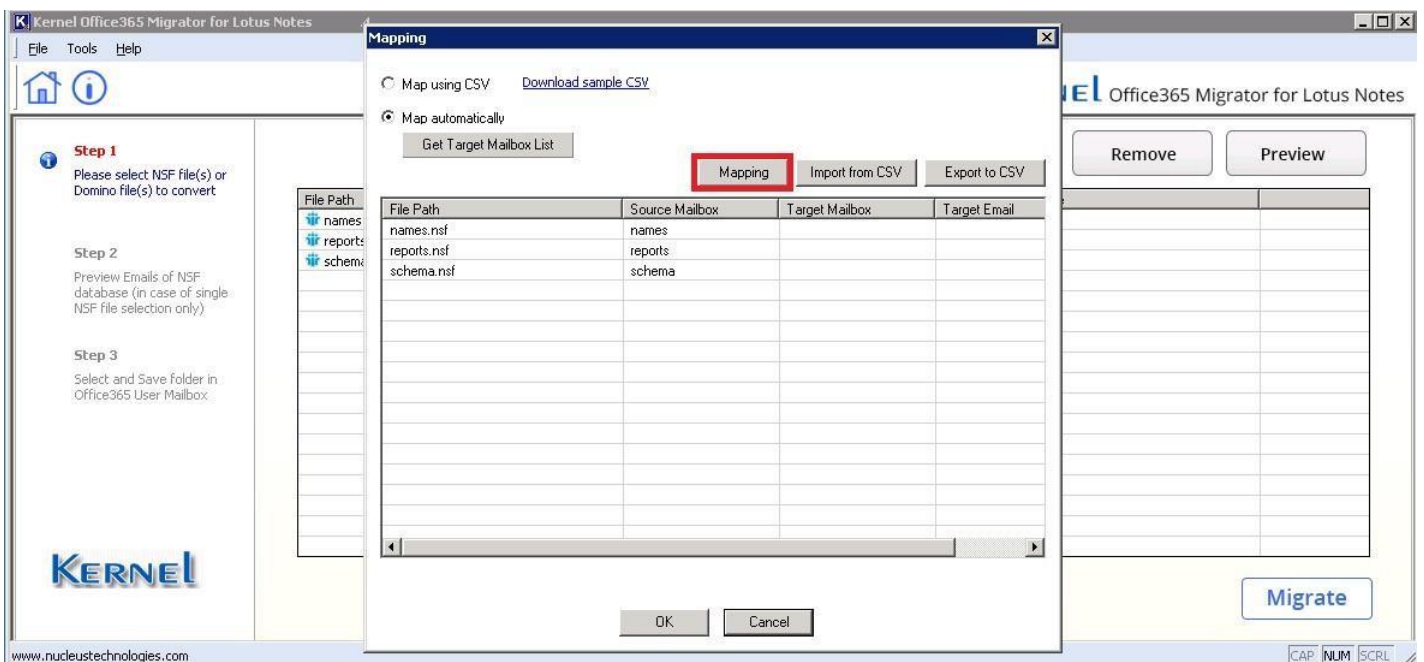 Kernel Office365 Migrator for Lotus Notes
File Tools Help
Mapping
Map using CSV Download sample CSV
Map automatically
Get Target Mailbox List
Mapping Import from CSV Export to CSV
File Path Source Mailbox Target Mailbox Target Email
names.nsf names
reports.nsf reports
schema.nsf schema
OK Cancel
Office365 Migrator for Lotus Notes
Remove Preview
Step 1
Please select NSF file(s) or
Domino file(s) to convert
Step 2
Preview Emails of NSF
database (in case of single
NSF file selection only)
Step 3
Select and Save folder in
Office365 User Mailbox
File Path
names
reports
schema
KERNEL
Migrate
www.nucleustechnologies.com
CAP NUM SCRL